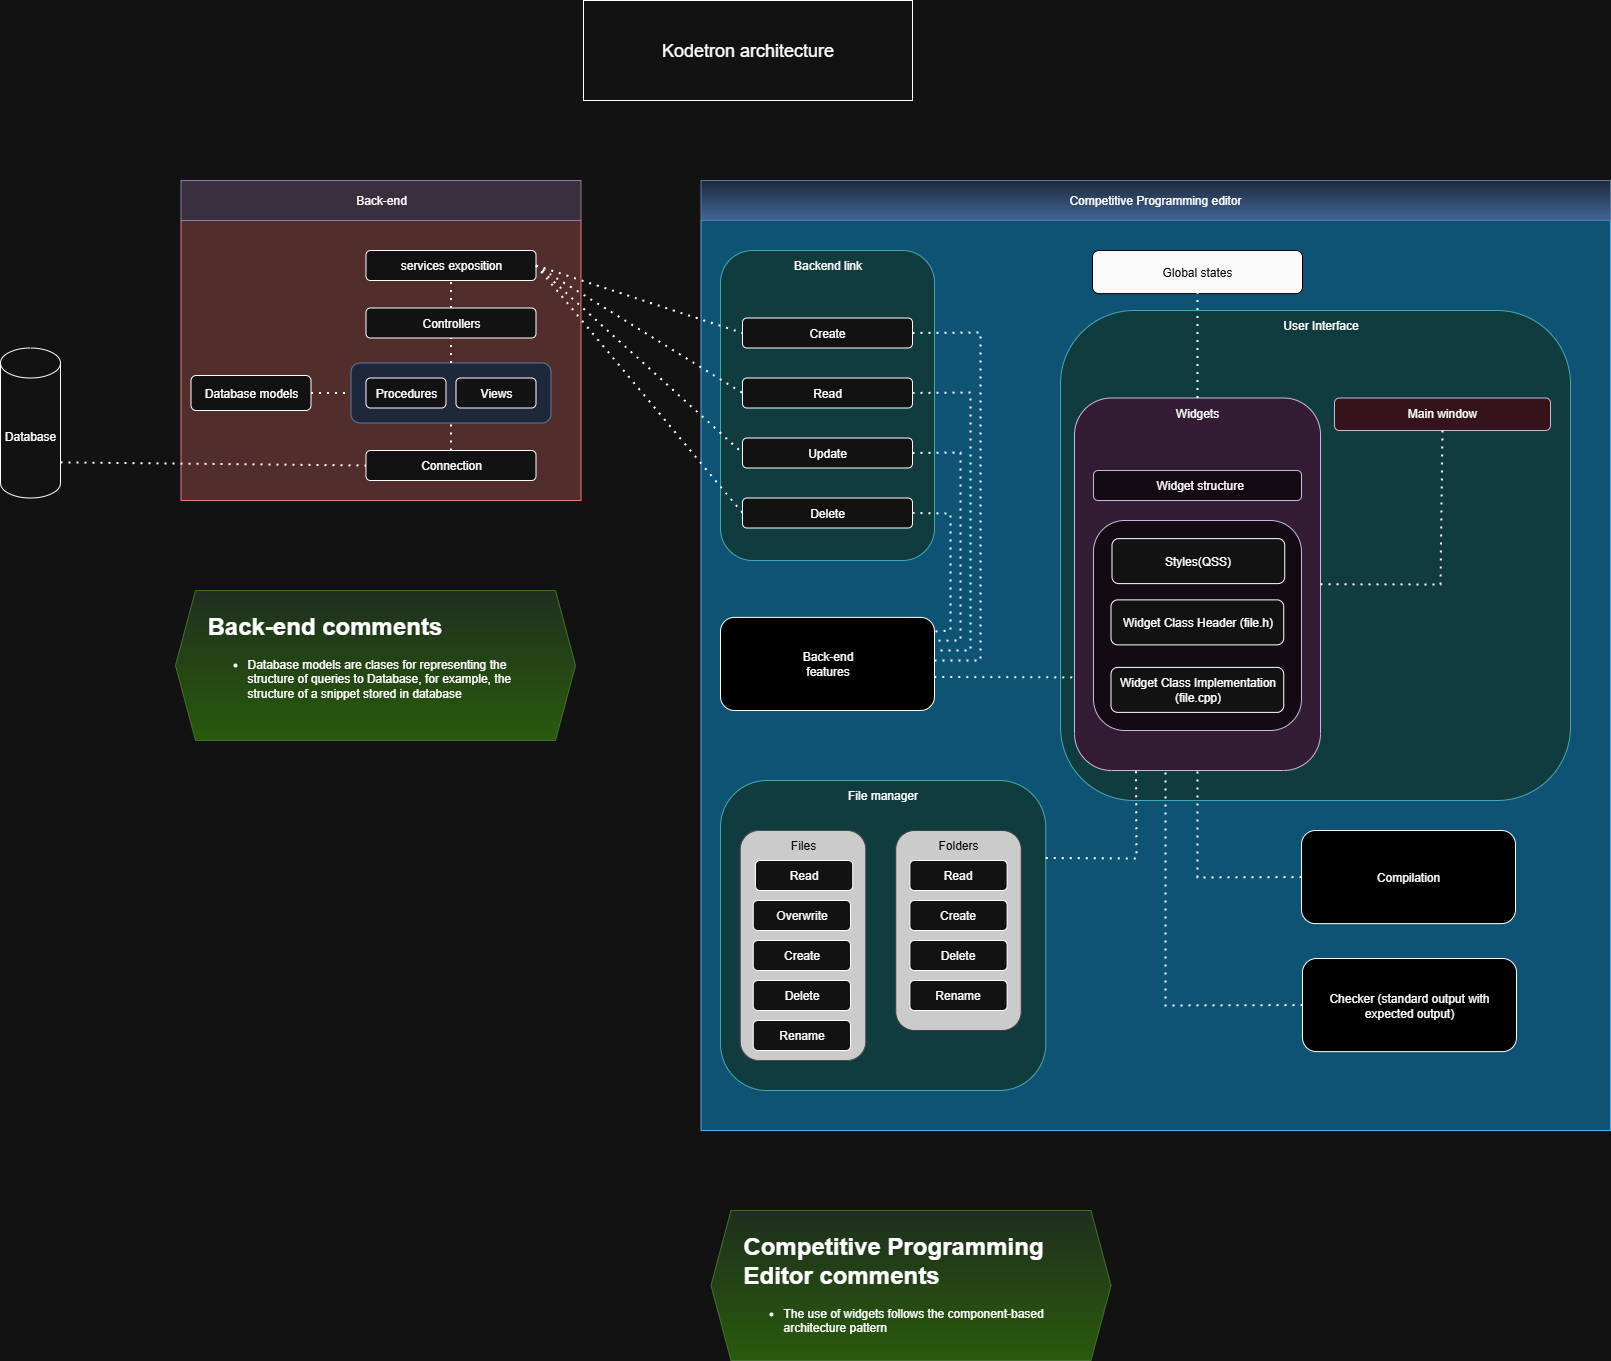 Kodetron architecture
Back-end
services exposition
Controllers
Database models
Procedures
Views
Connection
Database
Back-end comments
• Database models are clases for representing the
structure of queries to Database, for example, the
structure of a snippet stored in database
Competitive Programming editor
Backend link
Create
Read
Update
Delete
Global states
User Interface
Widgets
Main window
Widget structure
Styles(QSS)
Widget Class Header (file.h)
Widget Class Implementation
(file.cpp)
Back-end
features
File manager
Files
Read
Overwrite
Create
Delete
Rename
Folders
Read
Create
Delete
Rename
Compilation
Checker (standard output with
expected output)
Competitive Programming
Editor comments
• The use of widgets follows the component-based
architecture pattern